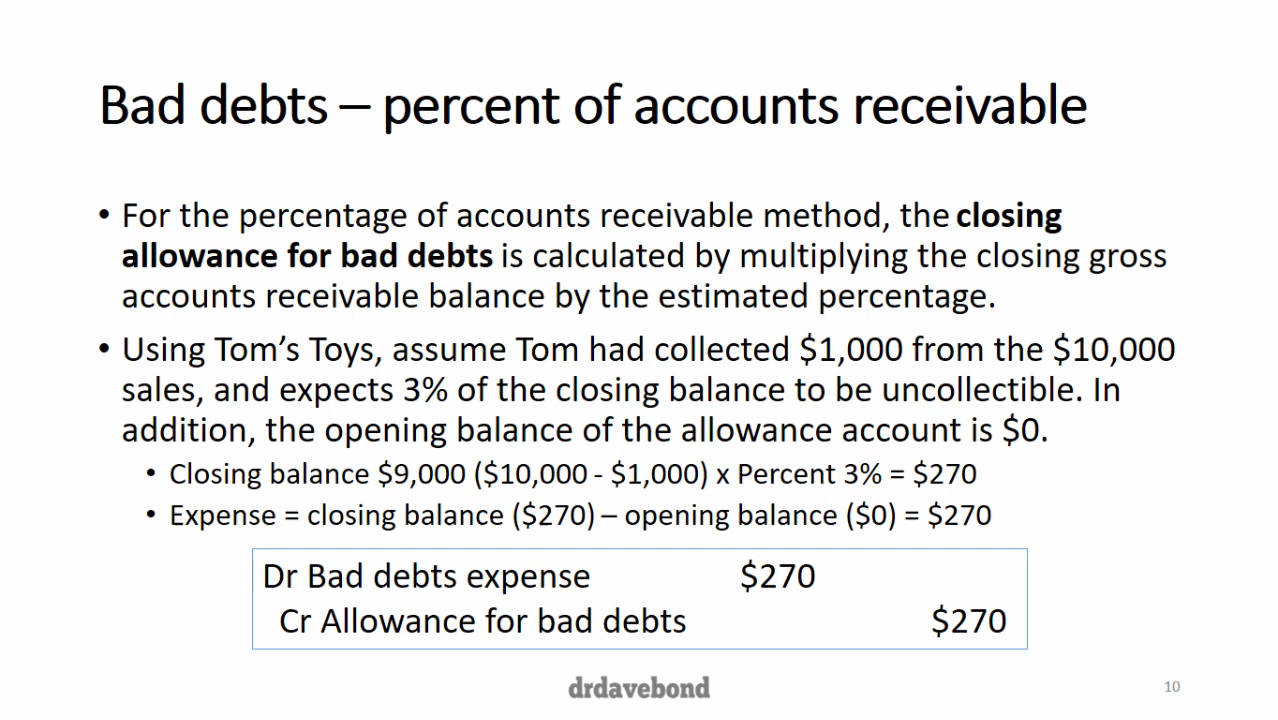 Bad debts – percent of accounts receivable
• For the percentage of accounts receivable method, the closing
allowance for bad debts is calculated by multiplying the closing gross
accounts receivable balance by the estimated percentage.
• Using Tom’s Toys, assume Tom had collected $1,000 from the $10,000
sales, and expects 3% of the closing balance to be uncollectible. In
addition, the opening balance of the allowance account is $0.
• Closing balance $9,000 ($10,000 - $1,000) x Percent 3% = $270
• Expense = closing balance ($270) – opening balance ($0) = $270
Dr Bad debts expense $270
Cr Allowance for bad debts $270
drdavebond
10